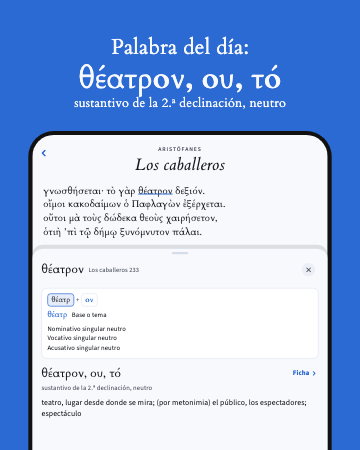 Palabra del día:
θέατρον, ου, τό
sustantivo de la 2.ª declinación, neutro
ARISTÓFANES
Los caballeros
γνωσθήσεται· τὸ γὰρ θέατρον δεξιόν.
οἴμοι κακοδαίμων ὁ Παφλαγὼν ἐξέρχεται.
οὔτοι μὰ τοὺς δώδεκα θεοὺς χαιρήσετον,
ὁτιὴ 'πὶ τῷ δήμῳ ξυνόμνυτον πάλαι.
θέατρον Los caballeros 233
θέατρ + ον
θέατρ Base o tema
Nominativo singular neutro
Vocativo singular neutro
Acusativo singular neutro
θέατρον, ου, τό Ficha
sustantivo de la 2.ª declinación, neutro
teatro, lugar desde donde se mira; (por metonimia) el público, los espectadores;
espectáculo